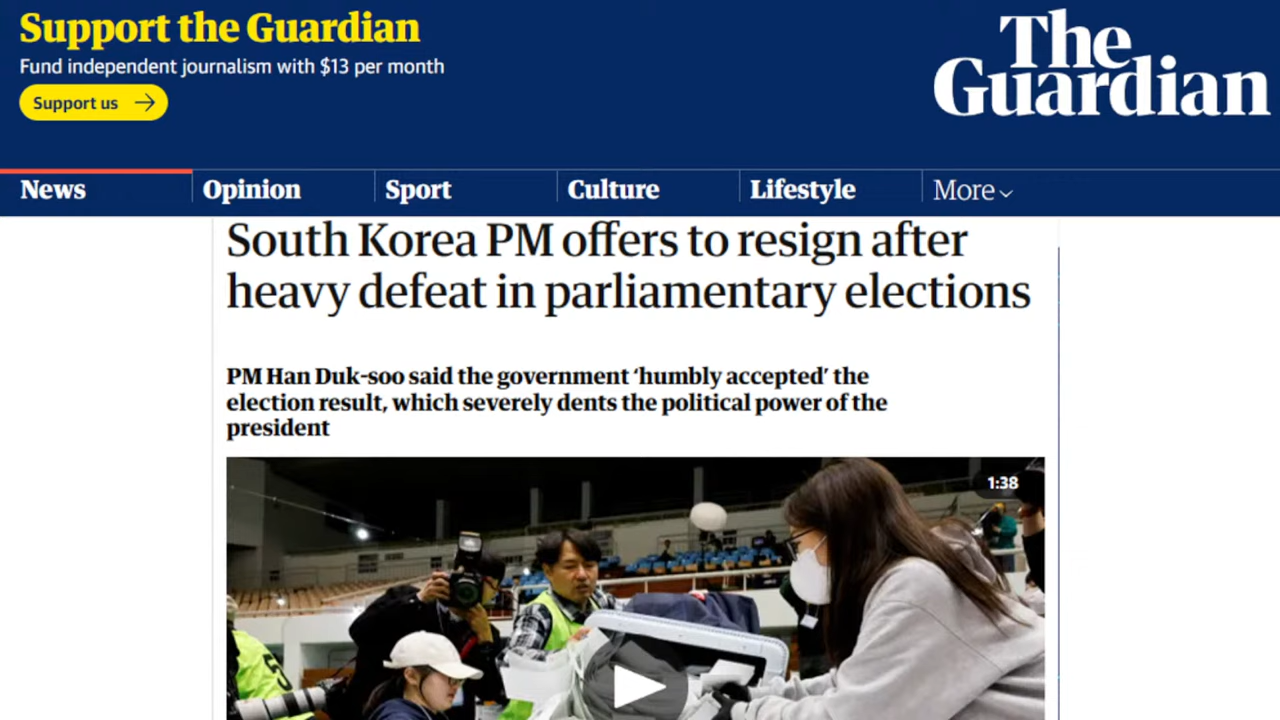 Support the Guardian
Fund independent journalism with $13 per month
Support us
The
Guardian
News
Opinion
Sport
Culture
Lifestyle
More
South Korea PM offers to resign after
heavy defeat in parliamentary elections
PM Han Duk-soo said the government ‘humbly accepted’ the
election result, which severely dents the political power of the
president
1:38